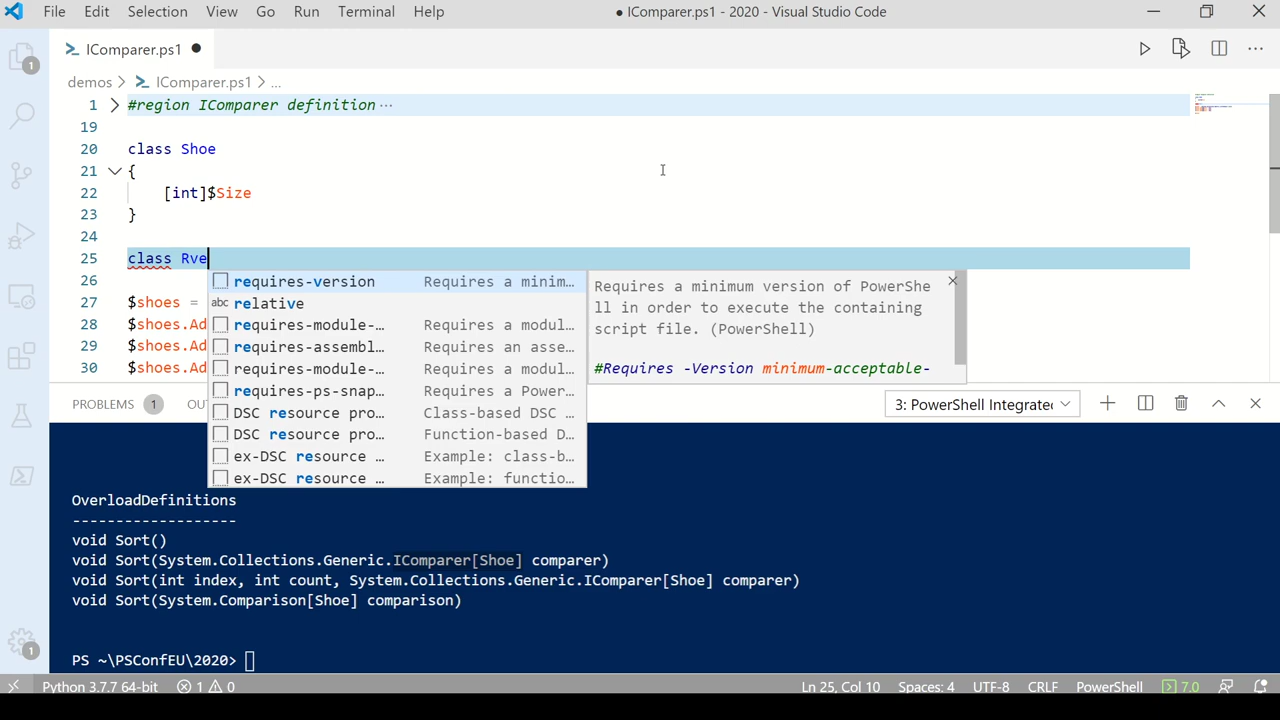 File Edit Selection View Go Run Terminal Help ● IComparer.ps1 - 2020 - Visual Studio Code
IComparer.ps1 ●
demos > IComparer.ps1 > ...
1 #region IComparer definition ···
19
20 class Shoe
21 {
22 [int]$Size
23 }
24
25 class Rve
26
27 $shoes =
28 $shoes.Ad
29 $shoes.Ad
30 $shoes.Ad
requires-version Requires a minim…
abc relative
requires-module-… Requires a modul…
requires-assembl… Requires an asse…
requires-module-… Requires a modul…
requires-ps-snap… Requires a Power…
DSC resource pro… Class-based DSC …
DSC resource pro… Function-based D…
ex-DSC resource … Example: class-b…
ex-DSC resource … Example: functio…
Requires a minimum version of PowerShe
ll in order to execute the containing
script file. (PowerShell)
#Requires -Version minimum-acceptable-
PROBLEMS 1 OU
3: PowerShell Integrate
OverloadDefinitions
-------------------
void Sort()
void Sort(System.Collections.Generic.IComparer[Shoe] comparer)
void Sort(int index, int count, System.Collections.Generic.IComparer[Shoe] comparer)
void Sort(System.Comparison[Shoe] comparison)
PS ~\PSConfEU\2020>
1
1
Python 3.7.7 64-bit 1 0 Ln 25, Col 10 Spaces: 4 UTF-8 CRLF PowerShell 7.0